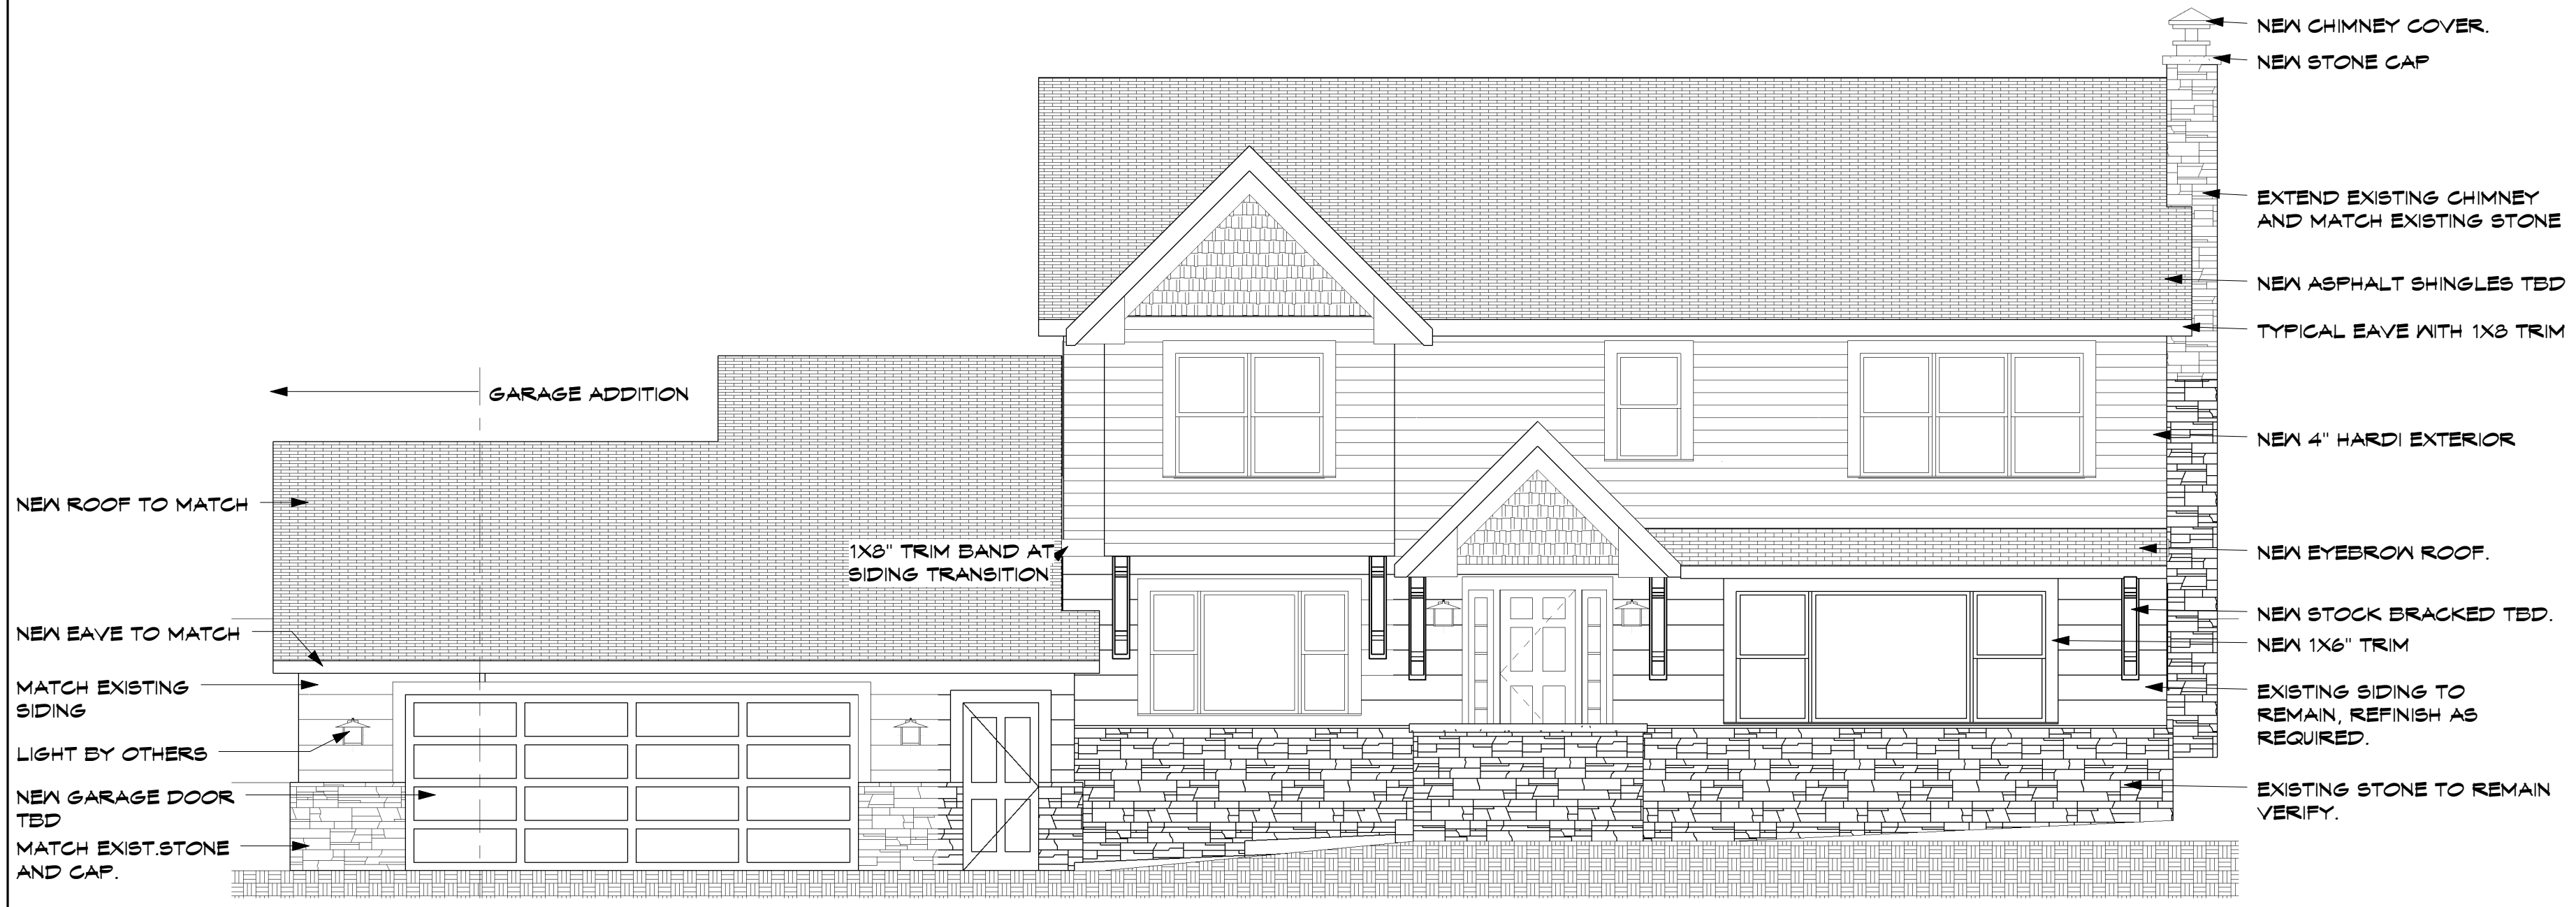 NEW CHIMNEY COVER.
NEW STONE CAP
EXTEND EXISTING CHIMNEY
AND MATCH EXISTING STONE
NEW ASPHALT SHINGLES TBD
TYPICAL EAVE WITH 1X8 TRIM
GARAGE ADDITION
NEW 4" HARDI EXTERIOR
NEW ROOF TO MATCH
1X8" TRIM BAND AT
SIDING TRANSITION
NEW EYEBROW ROOF.
NEW EAVE TO MATCH
NEW STOCK BRACKED TBD.
NEW 1X6" TRIM
MATCH EXISTING
SIDING
EXISTING SIDING TO
REMAIN, REFINISH AS
REQUIRED.
LIGHT BY OTHERS
NEW GARAGE DOOR
TBD
EXISTING STONE TO REMAIN
VERIFY.
MATCH EXIST.STONE
AND CAP.